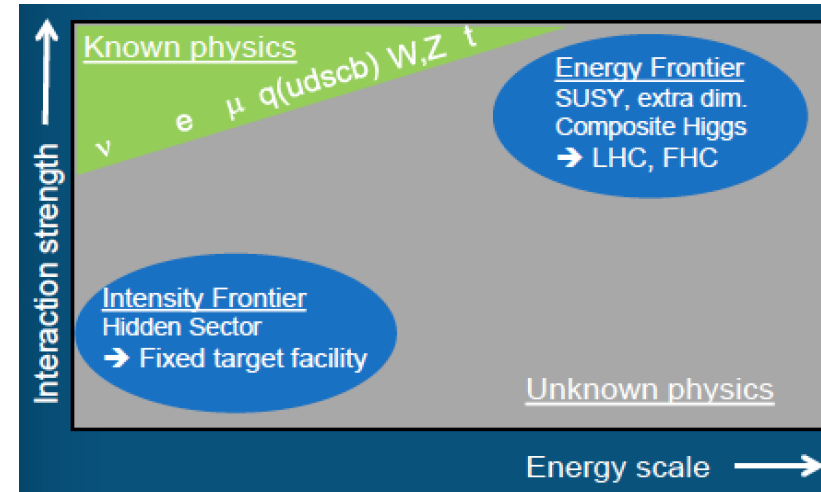 Known physics
ν e μ q(udscb) W,Z t
Energy Frontier
SUSY, extra dim.
Composite Higgs
➔ LHC, FHC
Interaction strength
Intensity Frontier
Hidden Sector
➔ Fixed target facility
Unknown physics
Energy scale